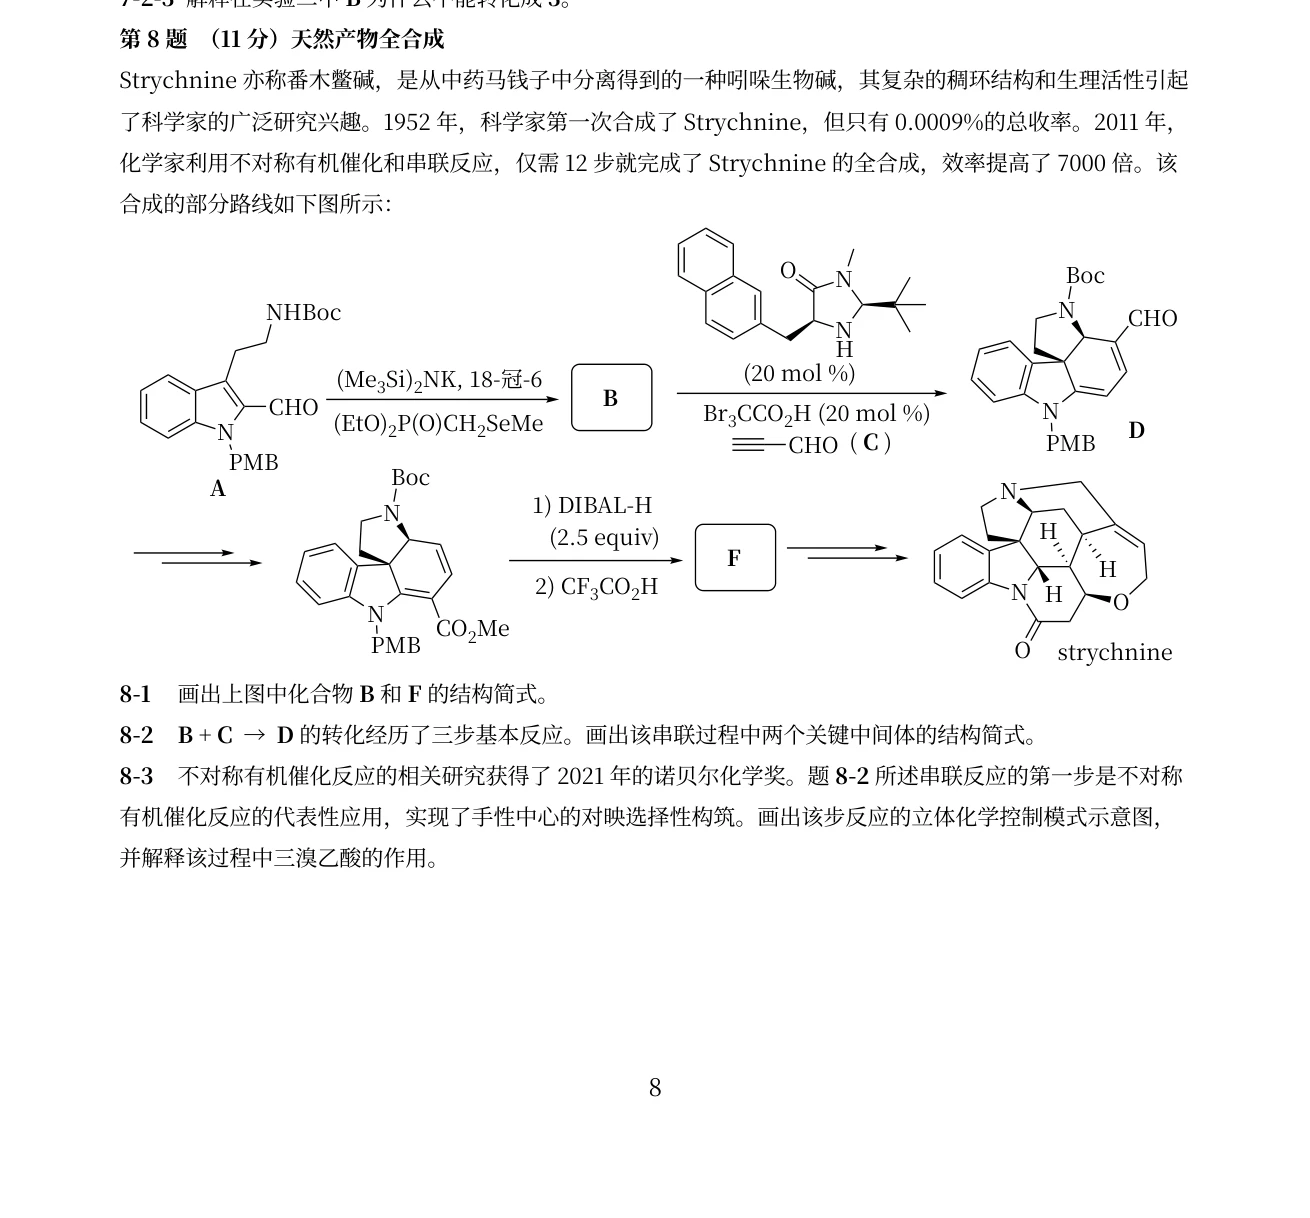 第 8 题 （11 分）天然产物全合成
Strychnine 亦称番木鳖碱，是从中药马钱子中分离得到的一种吲哚生物碱，其复杂的稠环结构和生理活性引起
了科学家的广泛研究兴趣。1952 年，科学家第一次合成了 Strychnine，但只有 0.0009%的总收率。2011 年，
化学家利用不对称有机催化和串联反应，仅需 12 步就完成了 Strychnine 的全合成，效率提高了 7000 倍。该
合成的部分路线如下图所示：
NHBoc
CHO
N
PMB
A
(Me3Si)2NK, 18-冠-6
(EtO)2P(O)CH2SeMe
B
O
N
N
H
(20 mol %)
Br3CCO2H (20 mol %)
CHO（C）
Boc
N
CHO
N
PMB
D
Boc
N
N
PMB
CO2Me
1) DIBAL-H
(2.5 equiv)
2) CF3CO2H
F
N
H
H
N
H
O
O
strychnine
8-1 画出上图中化合物 B 和 F 的结构简式。
8-2 B + C → D 的转化经历了三步基本反应。画出该串联过程中两个关键中间体的结构简式。
8-3 不对称有机催化反应的相关研究获得了 2021 年的诺贝尔化学奖。题 8-2 所述串联反应的第一步是不对称
有机催化反应的代表性应用，实现了手性中心的对映选择性构筑。画出该步反应的立体化学控制模式示意图，
并解释该过程中三溴乙酸的作用。
8